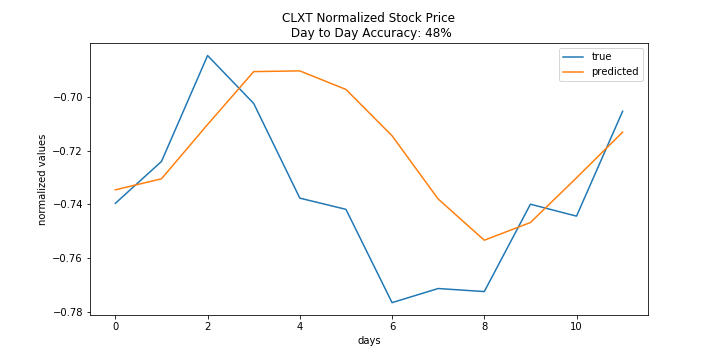 CLXT Normalized Stock Price
Day to Day Accuracy: 48%
true
predicted
normalized values
−0.70
−0.72
−0.74
−0.76
−0.78
0
2
4
6
8
10
days